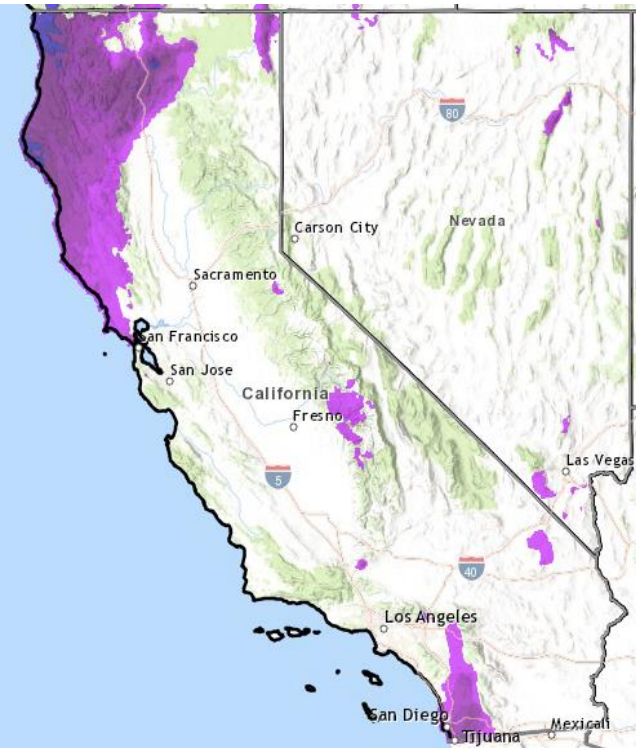 80
Nevada
Carson City
Sacramento
San Francisco
San Jose
California
Fresno
Las Vegas
5
40
Los Angeles
San Diego
Tijuana
Mexicali